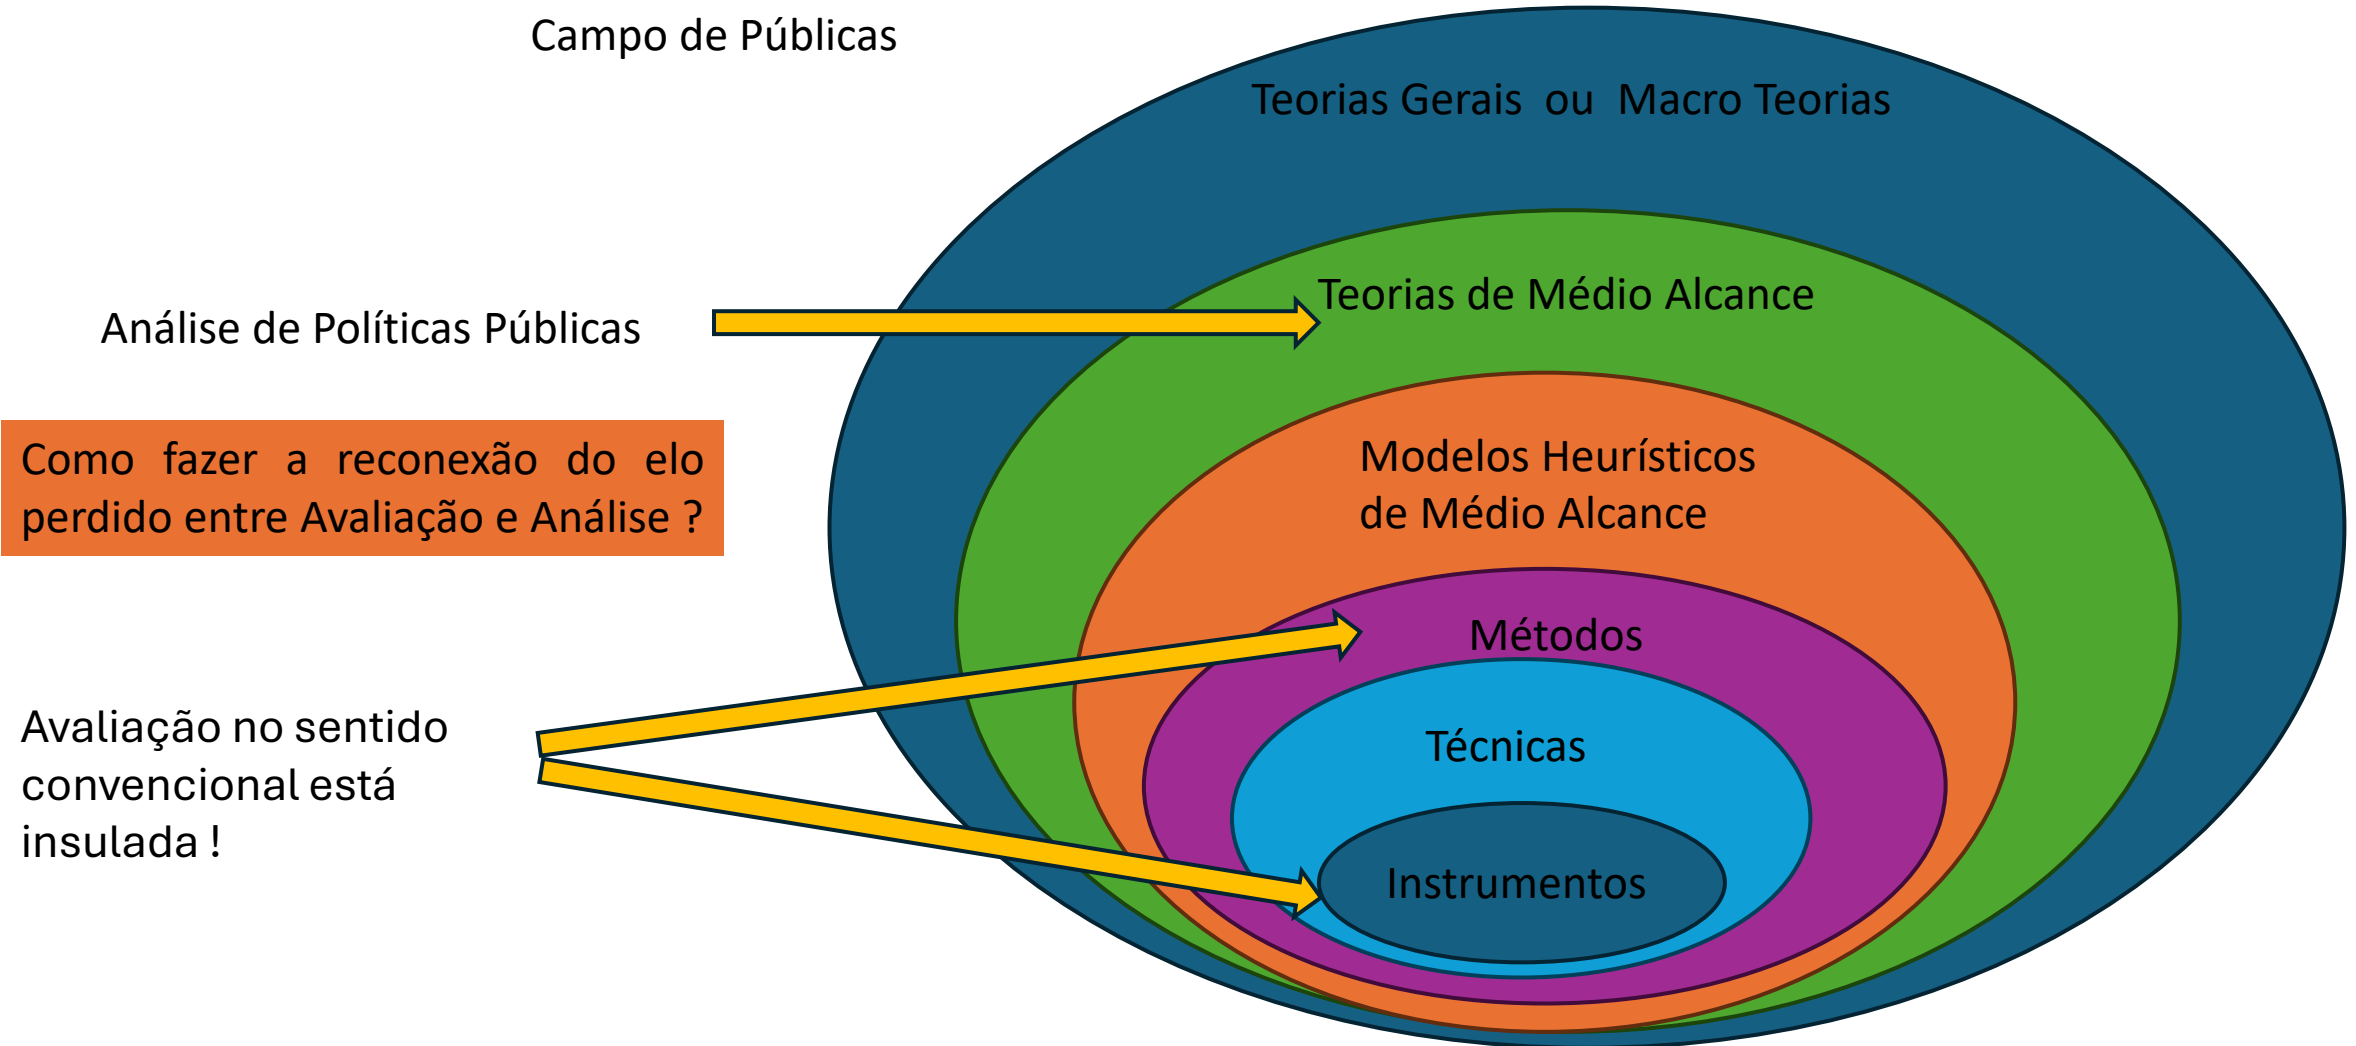 Campo de Públicas
Teorias Gerais ou Macro Teorias
Teorias de Médio Alcance
Análise de Políticas Públicas
Como fazer a reconexão do elo
perdido entre Avaliação e Análise ?
Modelos Heurísticos
de Médio Alcance
Métodos
Avaliação no sentido
convencional está
insulada !
Técnicas
Instrumentos